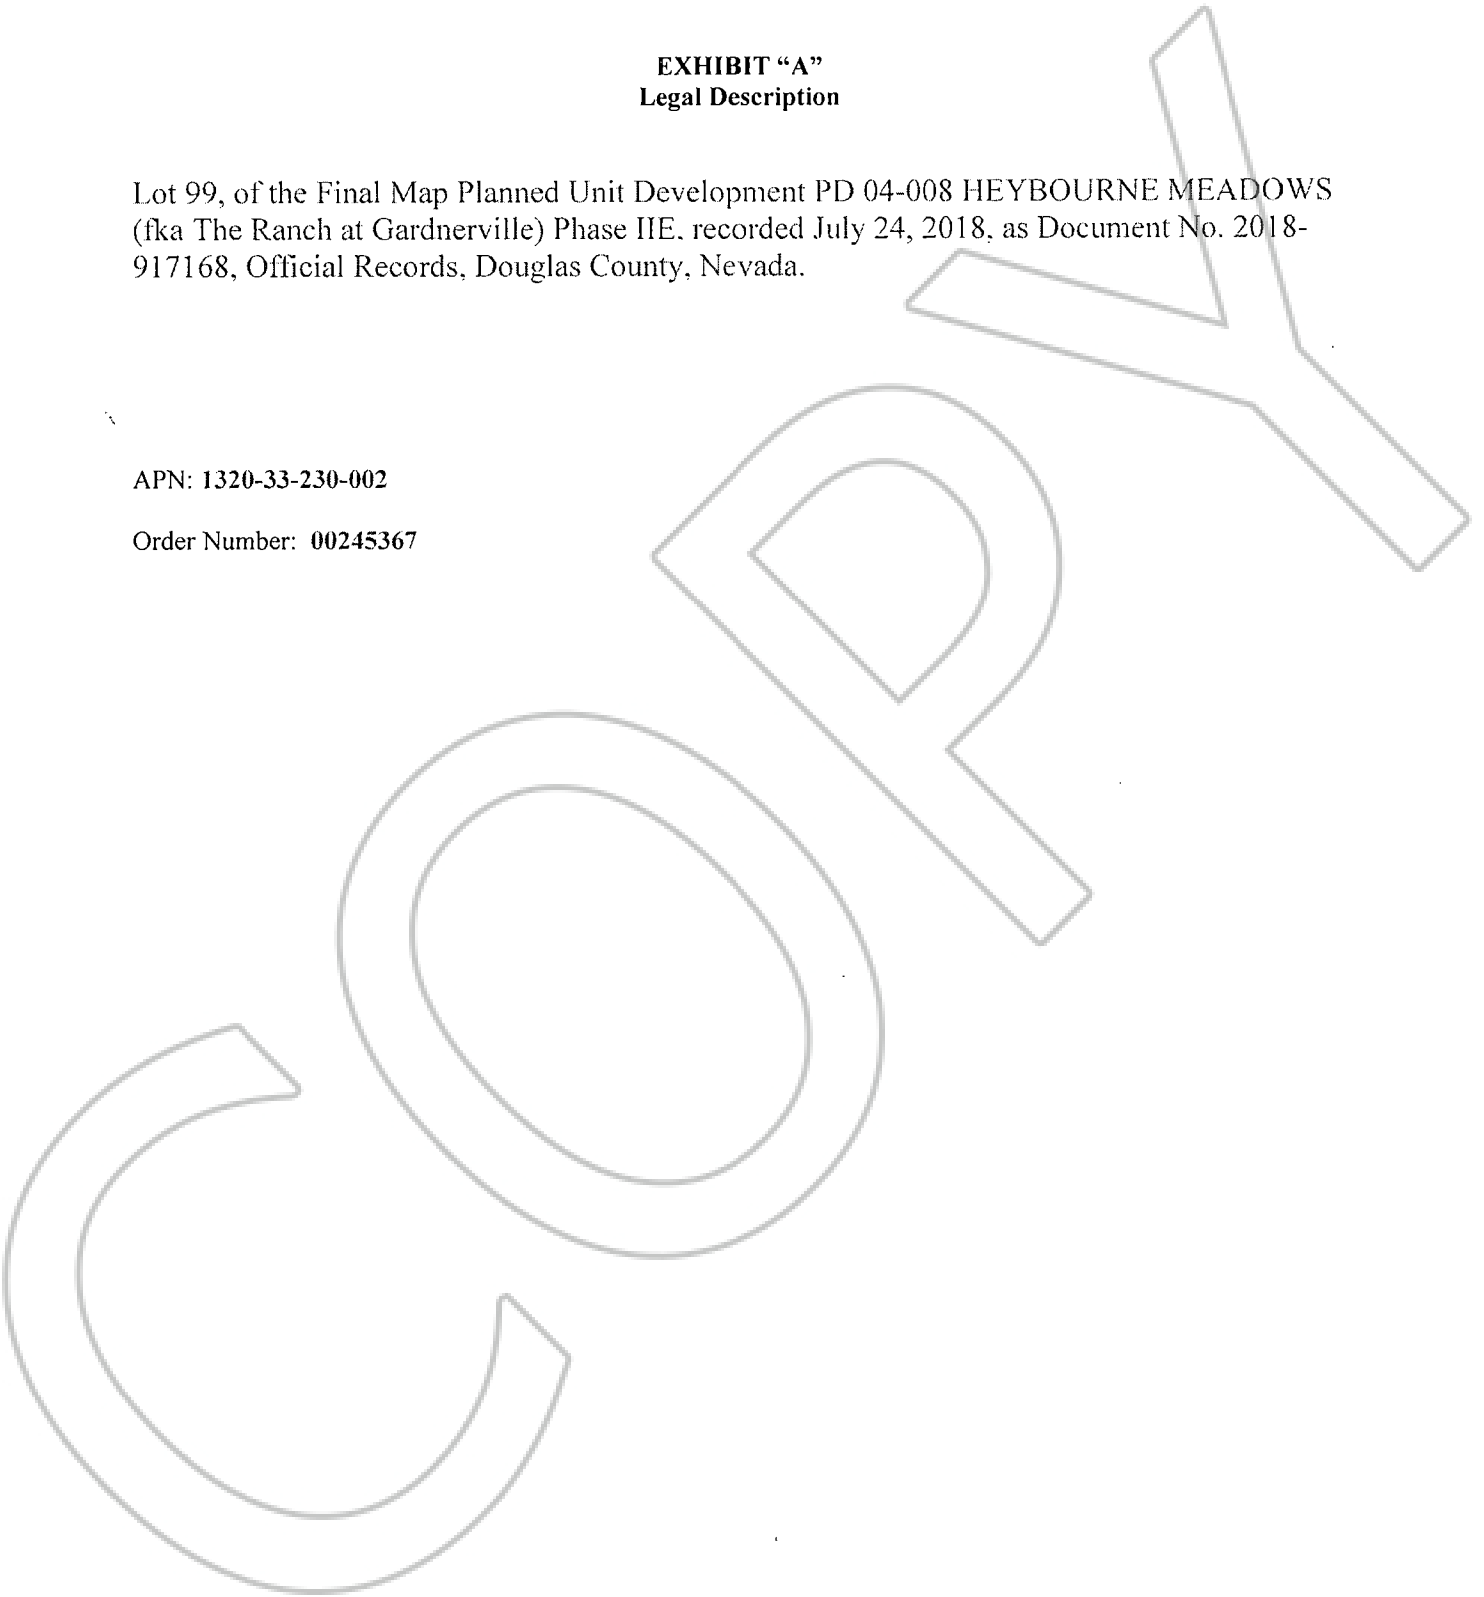 EXHIBIT “A”
Legal Description
Lot 99, of the Final Map Planned Unit Development PD 04-008 HEYBOURNE MEADOWS
(fka The Ranch at Gardnerville) Phase IIE, recorded July 24, 2018, as Document No. 2018-
917168, Official Records, Douglas County, Nevada.
APN: 1320-33-230-002
Order Number: 00245367
COPY